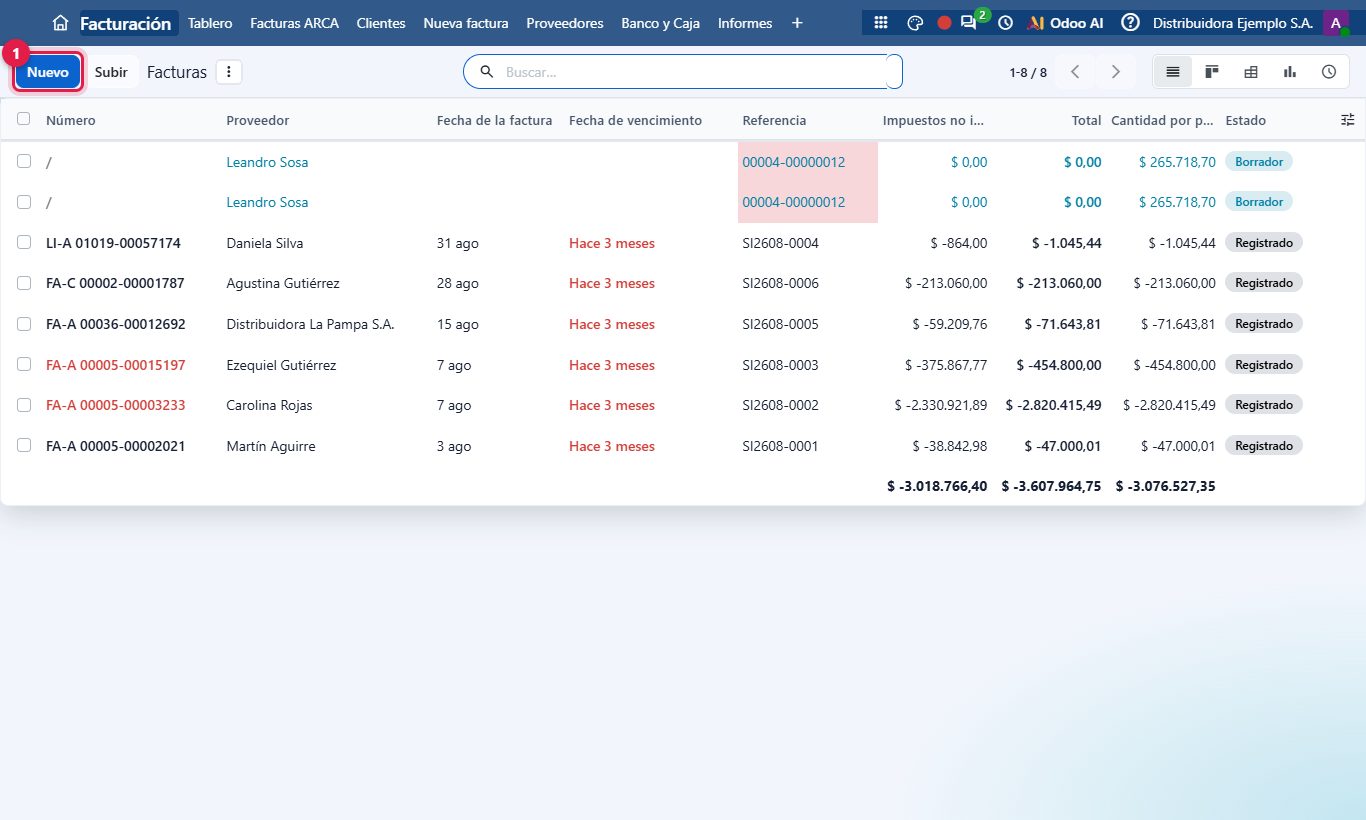 Facturación Tablero Facturas ARCA Clientes Nueva factura Proveedores Banco y Caja Informes + 2 Odoo AI Distribuidora Ejemplo S.A. A
1
Nuevo Subir Facturas Buscar... 1-8 / 8
Número Proveedor Fecha de la factura Fecha de vencimiento Referencia Impuestos no i... Total Cantidad por p... Estado
/ Leandro Sosa 00004-00000012 $ 0,00 $ 0,00 $ 265.718,70 Borrador
/ Leandro Sosa 00004-00000012 $ 0,00 $ 0,00 $ 265.718,70 Borrador
LI-A 01019-00057174 Daniela Silva 31 ago Hace 3 meses SI2608-0004 $ -864,00 $ -1.045,44 $ -1.045,44 Registrado
FA-C 00002-00001787 Agustina Gutiérrez 28 ago Hace 3 meses SI2608-0006 $ -213.060,00 $ -213.060,00 $ -213.060,00 Registrado
FA-A 00036-00012692 Distribuidora La Pampa S.A. 15 ago Hace 3 meses SI2608-0005 $ -59.209,76 $ -71.643,81 $ -71.643,81 Registrado
FA-A 00005-00015197 Ezequiel Gutiérrez 7 ago Hace 3 meses SI2608-0003 $ -375.867,77 $ -454.800,00 $ -454.800,00 Registrado
FA-A 00005-00003233 Carolina Rojas 7 ago Hace 3 meses SI2608-0002 $ -2.330.921,89 $ -2.820.415,49 $ -2.820.415,49 Registrado
FA-A 00005-00002021 Martín Aguirre 3 ago Hace 3 meses SI2608-0001 $ -38.842,98 $ -47.000,01 $ -47.000,01 Registrado
$ -3.018.766,40 $ -3.607.964,75 $ -3.076.527,35